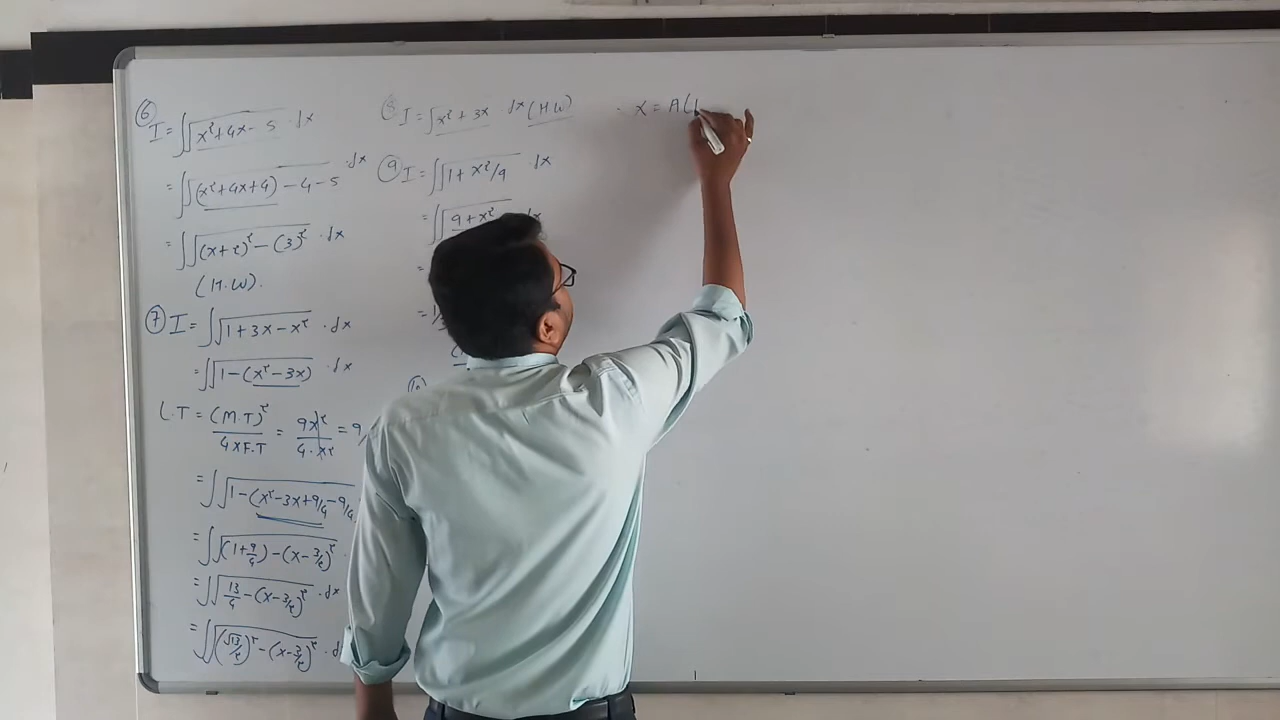 ⑥
I = ∫√(x²+4x-5) · dx
= ∫√((x²+4x+4) - 4 - 5 · dx
= ∫√((x+2)² - (3)²) · dx
(H.W).
⑦ I = ∫√(1+3x-x²) · dx
= ∫√(1-(x²-3x)) · dx
L.T = (M.T)²/4xF.T = 9x²/4·x² = 9/
= ∫√(1-(x²-3x+9/4-9/4
= ∫√((1+9/4)-(x-3/2)²)
= ∫√(13/4-(x-3/2)²) · dx
= ∫√((√13/2)²-(x-3/2)²) · d
⑧ I = ∫√(x²+3x) dx (H.W)
⑨ I = ∫√(1+x²/9) dx
= ∫√(9+x² dx
=
= 1/
x = A(